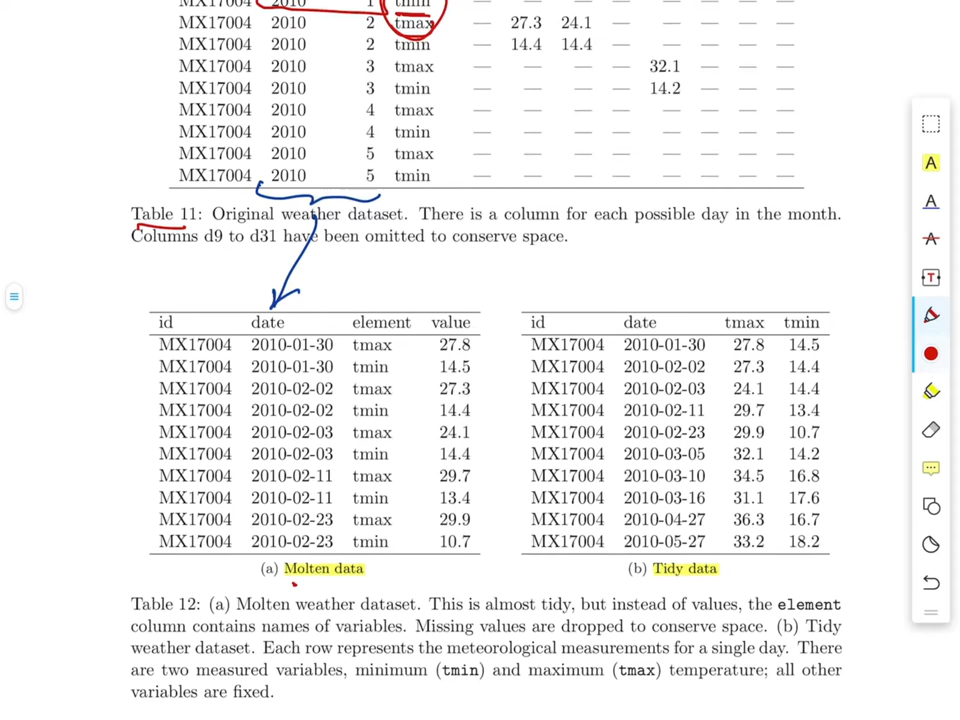 MX17004 2010 1 tmin
MX17004 2010 2 tmax — 27.3 24.1 — — — — — —
MX17004 2010 2 tmin — 14.4 14.4 — — — — — —
MX17004 2010 3 tmax — — — — 32.1 — — —
MX17004 2010 3 tmin — — — — 14.2 — — —
MX17004 2010 4 tmax — — — — — — — —
MX17004 2010 4 tmin — — — — — — — —
MX17004 2010 5 tmax — — — — — — — —
MX17004 2010 5 tmin — — — — — — — —
Table 11: Original weather dataset. There is a column for each possible day in the month.
Columns d9 to d31 have been omitted to conserve space.
id date element value
MX17004 2010-01-30 tmax 27.8
MX17004 2010-01-30 tmin 14.5
MX17004 2010-02-02 tmax 27.3
MX17004 2010-02-02 tmin 14.4
MX17004 2010-02-03 tmax 24.1
MX17004 2010-02-03 tmin 14.4
MX17004 2010-02-11 tmax 29.7
MX17004 2010-02-11 tmin 13.4
MX17004 2010-02-23 tmax 29.9
MX17004 2010-02-23 tmin 10.7
(a) Molten data
id date tmax tmin
MX17004 2010-01-30 27.8 14.5
MX17004 2010-02-02 27.3 14.4
MX17004 2010-02-03 24.1 14.4
MX17004 2010-02-11 29.7 13.4
MX17004 2010-02-23 29.9 10.7
MX17004 2010-03-05 32.1 14.2
MX17004 2010-03-10 34.5 16.8
MX17004 2010-03-16 31.1 17.6
MX17004 2010-04-27 36.3 16.7
MX17004 2010-05-27 33.2 18.2
(b) Tidy data
Table 12: (a) Molten weather dataset. This is almost tidy, but instead of values, the element
column contains names of variables. Missing values are dropped to conserve space. (b) Tidy
weather dataset. Each row represents the meteorological measurements for a single day. There
are two measured variables, minimum (tmin) and maximum (tmax) temperature; all other
variables are fixed.
A
A
A
T